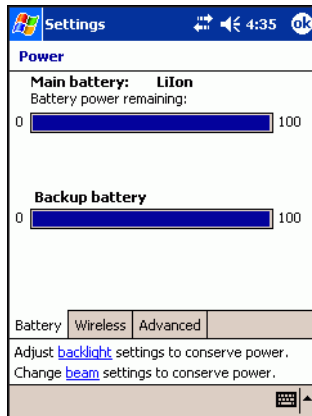 Settings 4:35 ok
Power
Main battery: LiIon
Battery power remaining:
0 100
Backup battery
0 100
Battery Wireless Advanced
Adjust backlight settings to conserve power.
Change beam settings to conserve power.